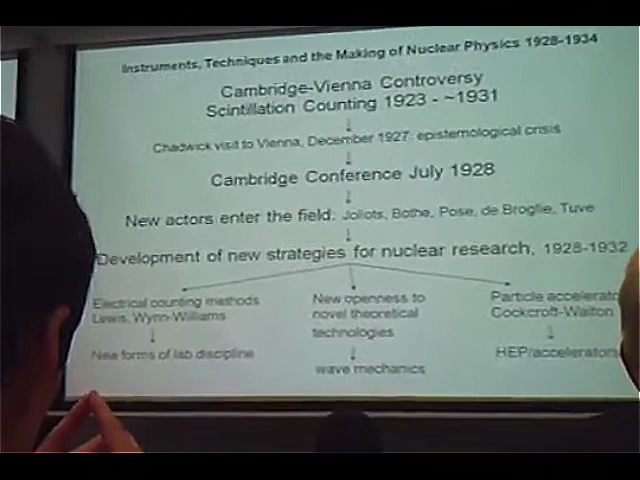 Instruments, Techniques and the Making of Nuclear Physics 1928-1934
Cambridge-Vienna Controversy
Scintillation Counting 1923 - ~1931
Chadwick visit to Vienna, December 1927: epistemological crisis
Cambridge Conference July 1928
New actors enter the field: Joliots, Bothe, Pose, de Broglie, Tuve
Development of new strategies for nuclear research, 1928-1932
Electrical counting methods
Lewis, Wynn-Williams
New forms of lab discipline
New openness to
novel theoretical
technologies
wave mechanics
Particle accelerato
Cockcroft-Walton
HEP/accelerators